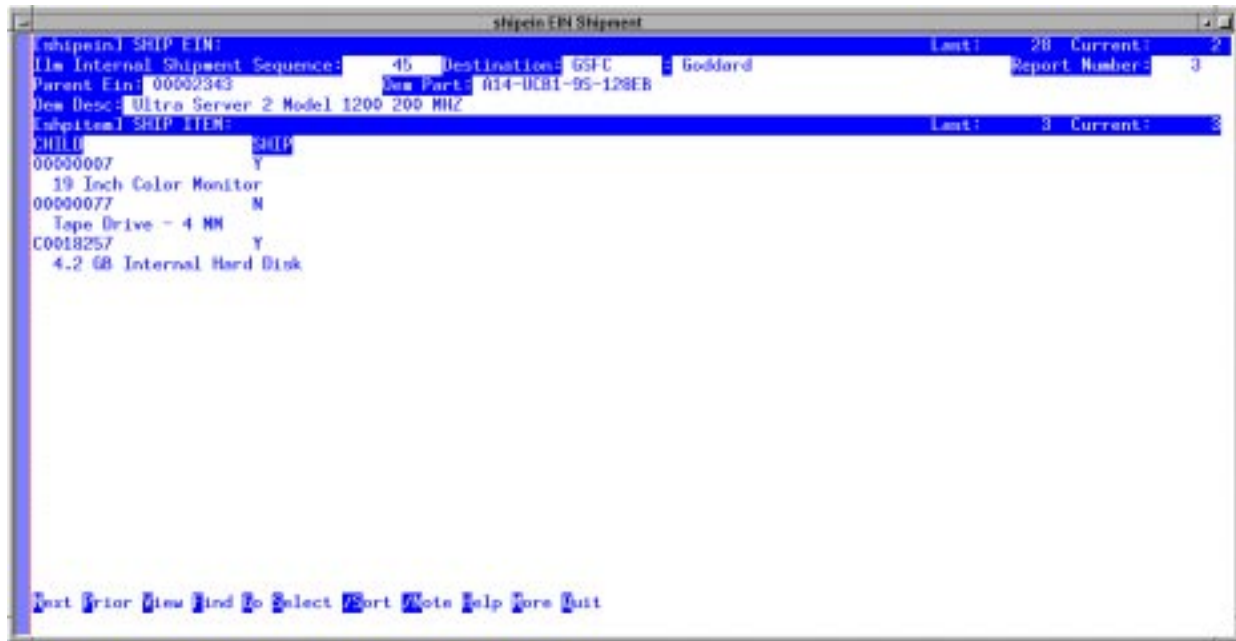 shipein EIN Shipment
[shipein] SHIP EIN: Last: 28 Current: 2
Ilm Internal Shipment Sequence: 45 Destination: GSFC : Goddard Report Number: 3
Parent Ein: 00002343 Oem Part: A14-UCB1-9S-128EB
Oem Desc: Ultra Server 2 Model 1200 200 MHZ
[shpitem] SHIP ITEM: Last: 3 Current: 3
CHILD SHIP
00000007 Y
19 Inch Color Monitor
00000077 N
Tape Drive - 4 MM
C0018257 Y
4.2 GB Internal Hard Disk
Next Prior View Find Go Select /Sort /Note Help More Quit